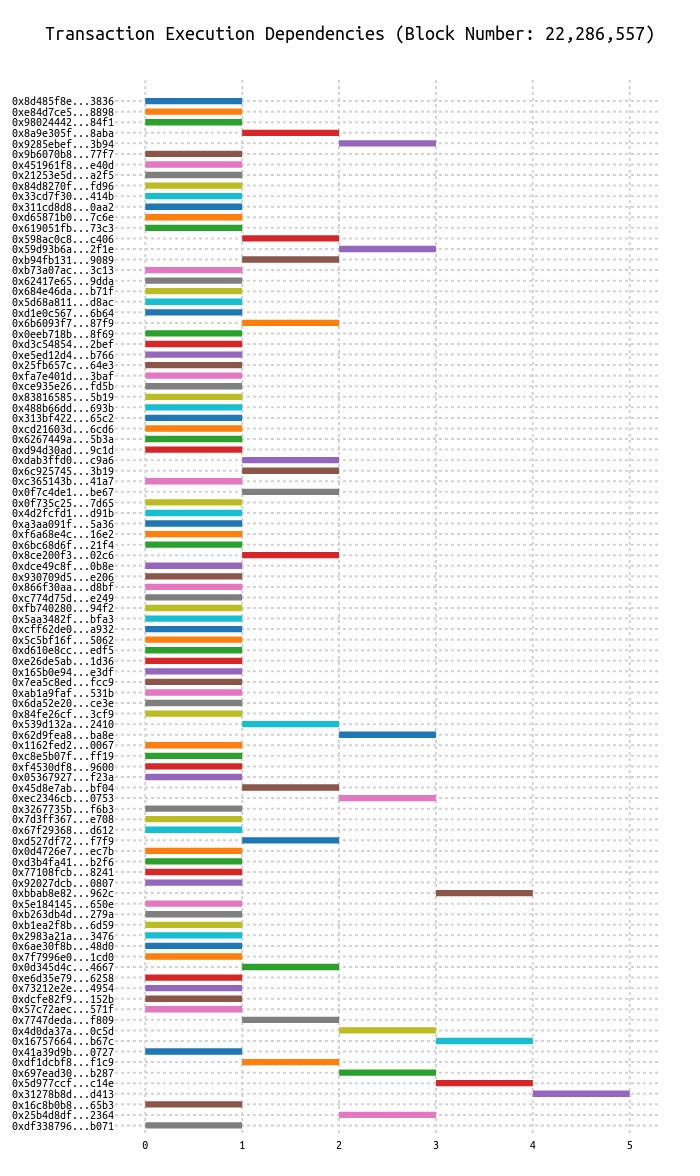 Transaction Execution Dependencies (Block Number: 22,286,557)
0x8d485f8e...3836
0xe84d7ce5...8898
0x98024442...84f1
0x8a9e305f...8aba
0x9285ebef...3b94
0x9b6070b8...77f7
0x451961f8...e40d
0x21253e5d...a2f5
0x84d8270f...fd96
0x33cd7f30...414b
0x311cd8d8...0aa2
0xd65871b0...7c6e
0x619051fb...73c3
0x598ac0c8...c406
0x59d93b6a...2f1e
0xb94fb131...9089
0xb73a07ac...3c13
0x62417e65...9dda
0x684e46da...b71f
0x5d68a811...d8ac
0xd1e0c567...6b64
0x6b6093f7...87f9
0x0eeb718b...8f69
0xd3c54854...2bef
0xe5ed12d4...b766
0x25fb657c...64e3
0xfa7e401d...3baf
0xce935e26...fd5b
0x83816585...5b19
0x488b66dd...693b
0x313bf422...65c2
0xcd21603d...6cd6
0x6267449a...5b3a
0xd94d30ad...9c1d
0xdab3ffd0...c9a6
0x6c925745...3b19
0xc365143b...41a7
0x0f7c4de1...be67
0x0f735c25...7d65
0x4d2fcfd1...d91b
0xa3aa091f...5a36
0xf6a68e4c...16e2
0x6bc68d6f...21f4
0x8ce200f3...02c6
0xdce49c8f...0b8e
0x930709d5...e206
0x866f30aa...d8bf
0xc774d75d...e249
0xfb740280...94f2
0x5aa3482f...bfa3
0xcff62de0...a932
0x5c5bf16f...5062
0xd610e8cc...edf5
0xe26de5ab...1d36
0x165b0e94...e3df
0x7ea5c8ed...fcc9
0xab1a9faf...531b
0x6da52e20...ce3e
0x84fe26cf...3cf9
0x539d132a...2410
0x62d9fea8...ba8e
0x1162fed2...0067
0xc8e5b07f...ff19
0xf4530df8...9600
0x05367927...f23a
0x45d8e7ab...bf04
0xec2346cb...0753
0x3267735b...f6b3
0x7d3ff367...e708
0x67f29368...d612
0xd527df72...f7f9
0x0d4726e7...ec7b
0xd3b4fa41...b2f6
0x77108fcb...8241
0x92027dcb...0807
0xbbab8e82...962c
0x5e184145...650e
0xb263db4d...279a
0xb1ea2f8b...6d59
0x2983a21a...3476
0x6ae30f8b...48d0
0x7f7996e0...1cd0
0x0d345d4c...4667
0xe6d35e79...6258
0x73212e2e...4954
0xdcfe82f9...152b
0x57c72aec...571f
0x7747deda...f809
0x4d0da37a...0c5d
0x16757664...b67c
0x41a39d9b...0727
0xdf1dcbf8...f1c9
0x697ead30...b287
0x5d977ccf...c14e
0x31278b8d...d413
0x16c8b0b8...65b3
0x25b4d8df...2364
0xdf338796...b071
0 1 2 3 4 5